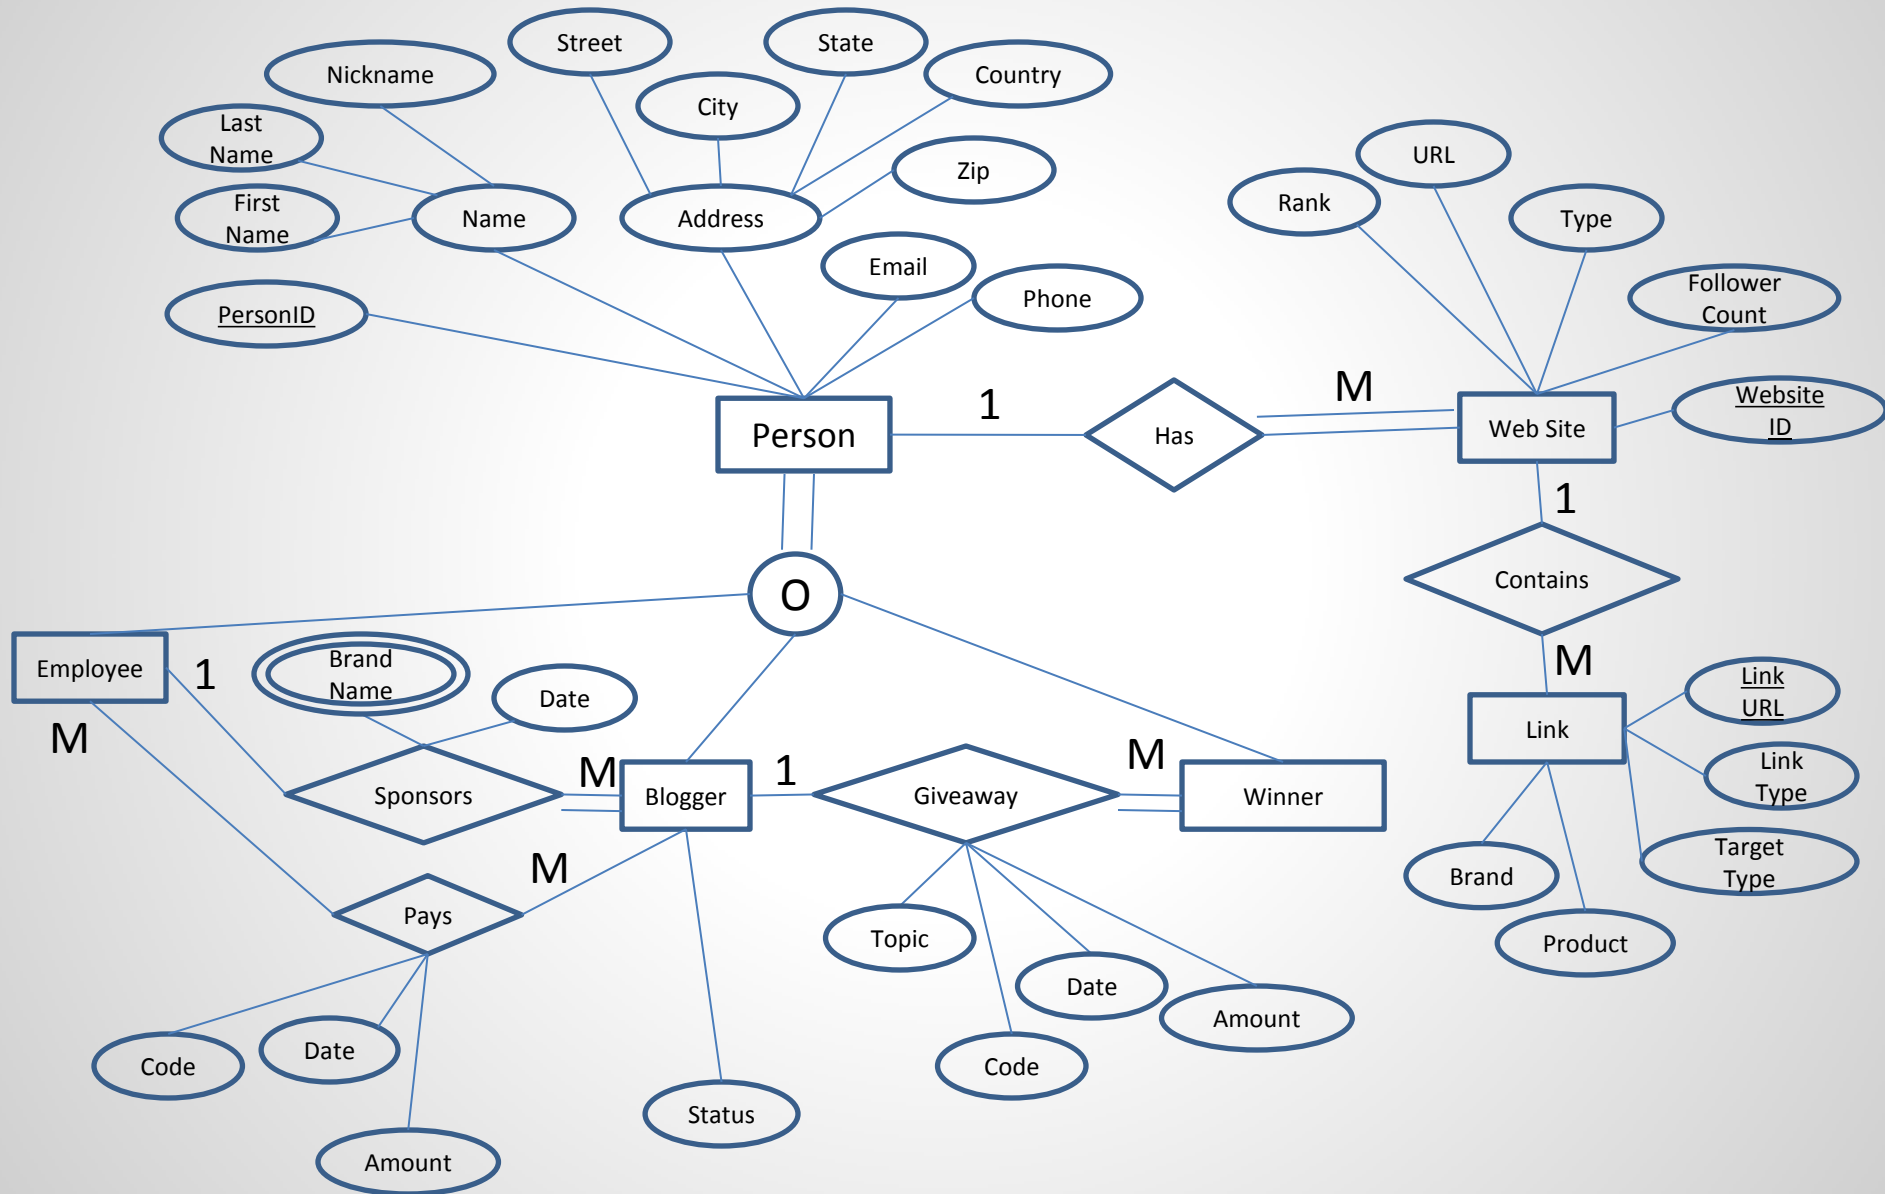 Street
State
Nickname
Country
City
Last
Name
URL
Zip
Rank
First
Name
Name
Address
Type
Email
Follower
Count
Phone
PersonID
M
1
Website
ID
Person
Has
Web Site
1
Contains
O
M
Employee
1
Brand
Name
Date
Link
URL
M
Link
M
1
M
Link
Type
Sponsors
Blogger
Giveaway
Winner
M
Target
Type
Brand
Pays
Topic
Product
Date
Amount
Date
Code
Code
Status
Amount